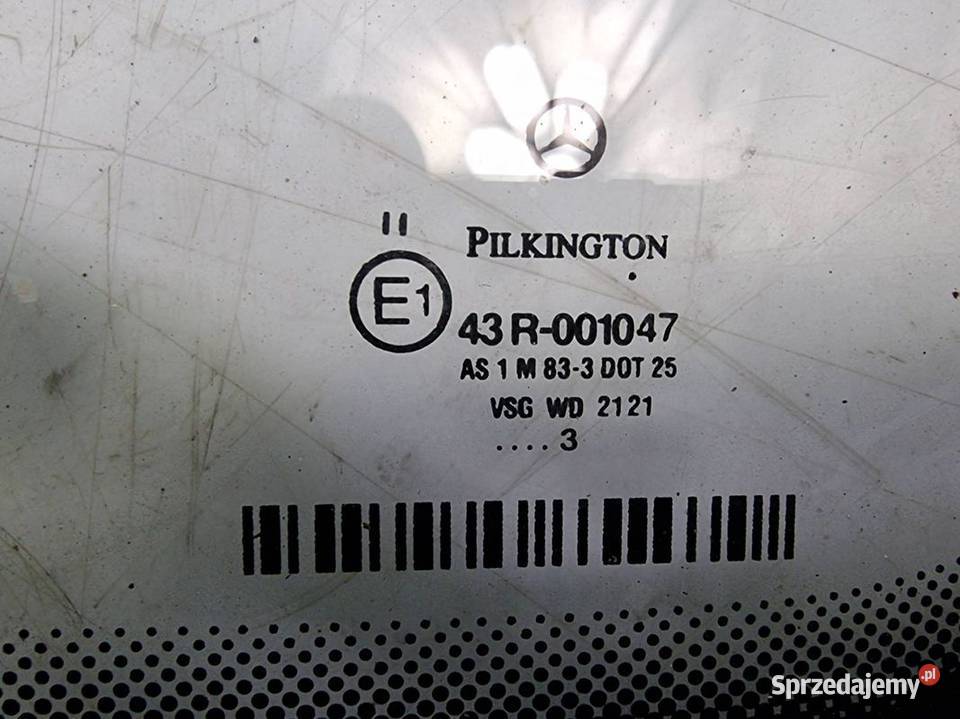 II
PILKINGTON
E1
43 R-001047
AS 1 M 83-3 DOT 25
VSG WD 2121
....3
Sprzedajemy.pl